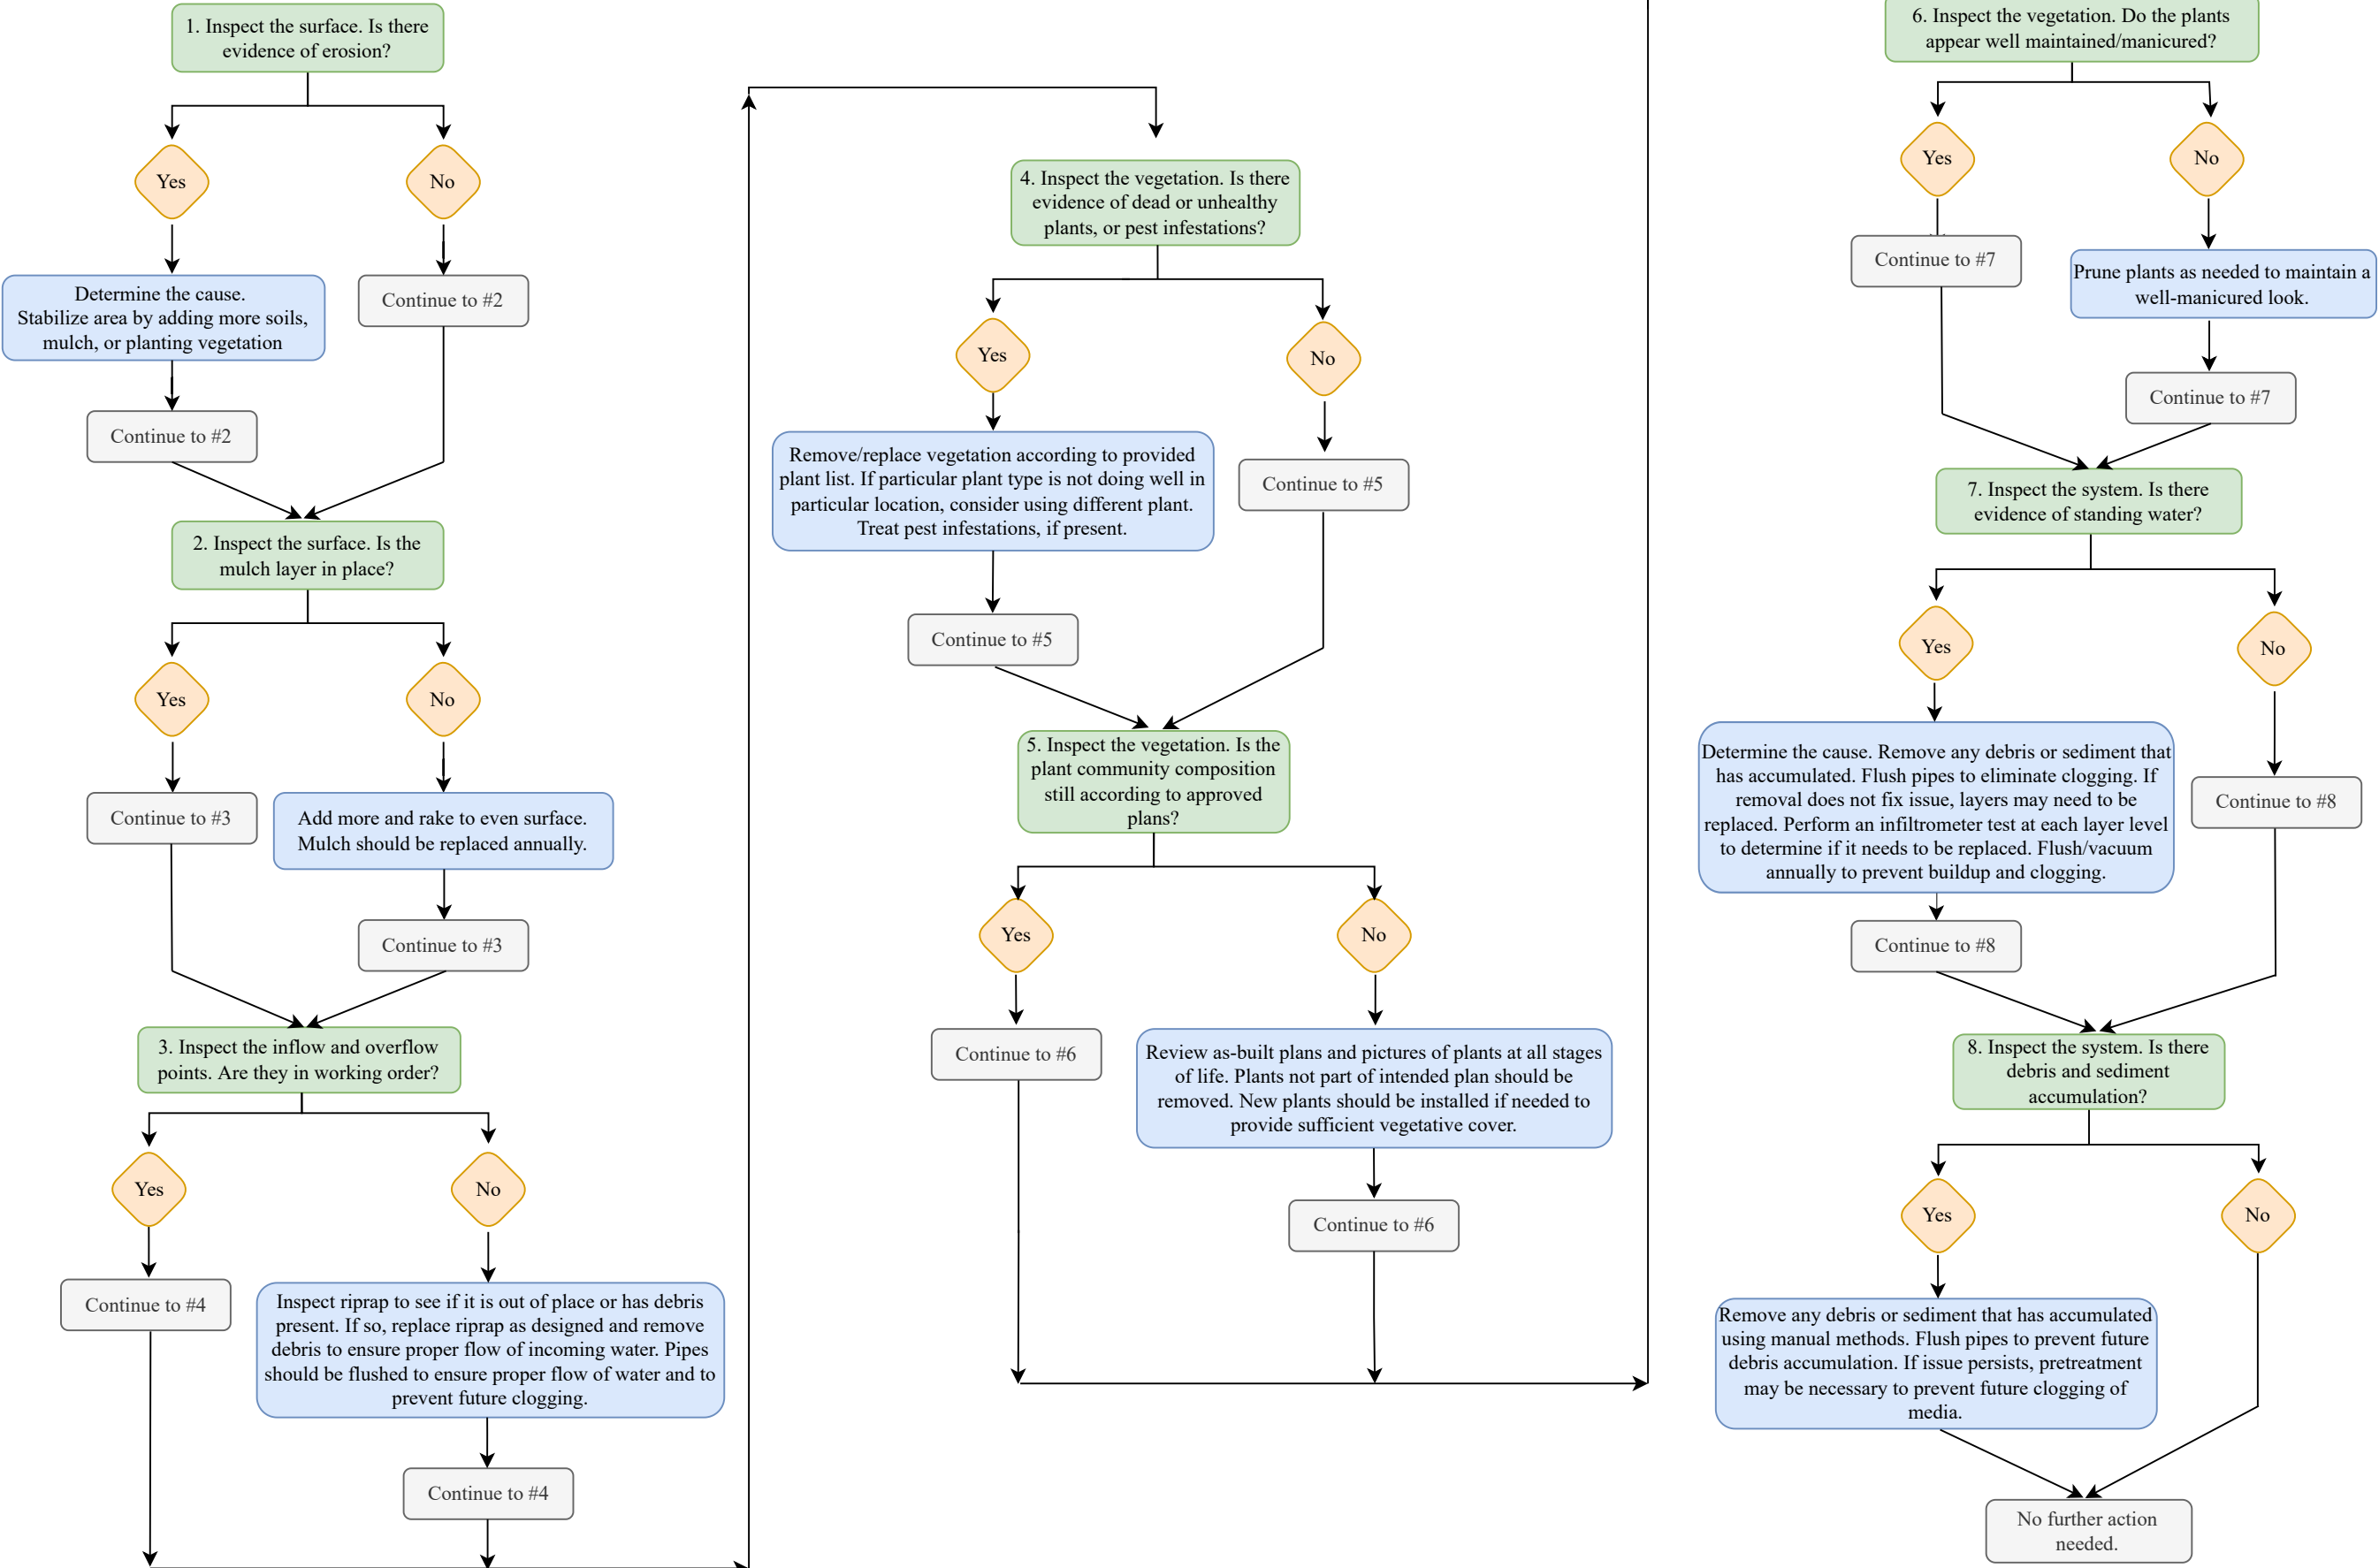 1. Inspect the surface. Is there
evidence of erosion?
Yes
No
Determine the cause.
Stabilize area by adding more soils,
mulch, or planting vegetation
Continue to #2
Continue to #2
2. Inspect the surface. Is the
mulch layer in place?
Yes
No
Continue to #3
Add more and rake to even surface.
Mulch should be replaced annually.
Continue to #3
3. Inspect the inflow and overflow
points. Are they in working order?
Yes
No
Continue to #4
Inspect riprap to see if it is out of place or has debris
present. If so, replace riprap as designed and remove
debris to ensure proper flow of incoming water. Pipes
should be flushed to ensure proper flow of water and to
prevent future clogging.
Continue to #4
4. Inspect the vegetation. Is there
evidence of dead or unhealthy
plants, or pest infestations?
Yes
No
Remove/replace vegetation according to provided
plant list. If particular plant type is not doing well in
particular location, consider using different plant.
Treat pest infestations, if present.
Continue to #5
Continue to #5
5. Inspect the vegetation. Is the
plant community composition
still according to approved
plans?
Yes
No
Continue to #6
Review as-built plans and pictures of plants at all stages
of life. Plants not part of intended plan should be
removed. New plants should be installed if needed to
provide sufficient vegetative cover.
Continue to #6
6. Inspect the vegetation. Do the plants
appear well maintained/manicured?
Yes
No
Continue to #7
Prune plants as needed to maintain a
well-manicured look.
Continue to #7
7. Inspect the system. Is there
evidence of standing water?
Yes
No
Determine the cause. Remove any debris or sediment that
has accumulated. Flush pipes to eliminate clogging. If
removal does not fix issue, layers may need to be
replaced. Perform an infiltrometer test at each layer level
to determine if it needs to be replaced. Flush/vacuum
annually to prevent buildup and clogging.
Continue to #8
Continue to #8
8. Inspect the system. Is there
debris and sediment
accumulation?
Yes
No
Remove any debris or sediment that has accumulated
using manual methods. Flush pipes to prevent future
debris accumulation. If issue persists, pretreatment
may be necessary to prevent future clogging of
media.
No further action
needed.